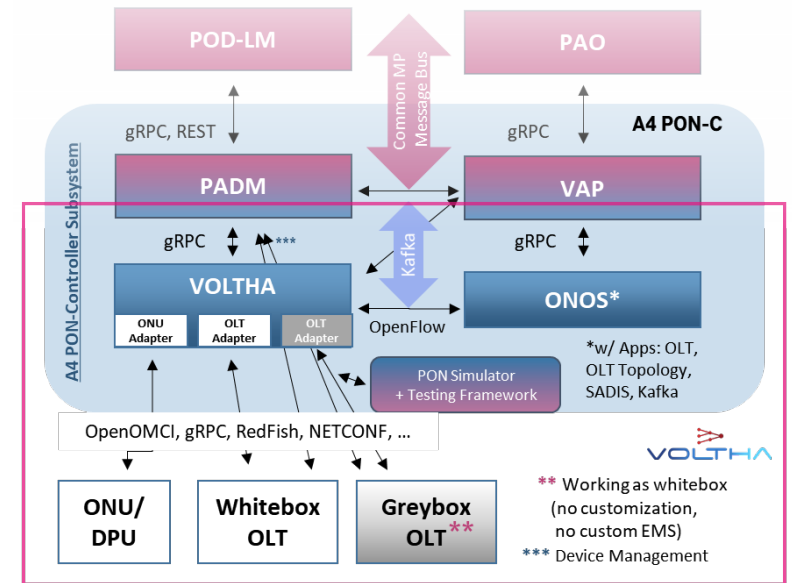 POD-LM
PAO
Common MP
Message Bus
gRPC, REST
gRPC
A4 PON-C
A4 PON-Controller Subsystem
PADM
VAP
gRPC
***
gRPC
Kafka
VOLTHA
ONOS*
ONU
Adapter
OLT
Adapter
OLT
Adapter
OpenFlow
*w/ Apps: OLT,
OLT Topology,
SADIS, Kafka
PON Simulator
+ Testing Framework
OpenOMCI, gRPC, RedFish, NETCONF, ...
VOLTHA
ONU/
DPU
Whitebox
OLT
Greybox
OLT**
** Working as whitebox
(no customization,
no custom EMS)
*** Device Management